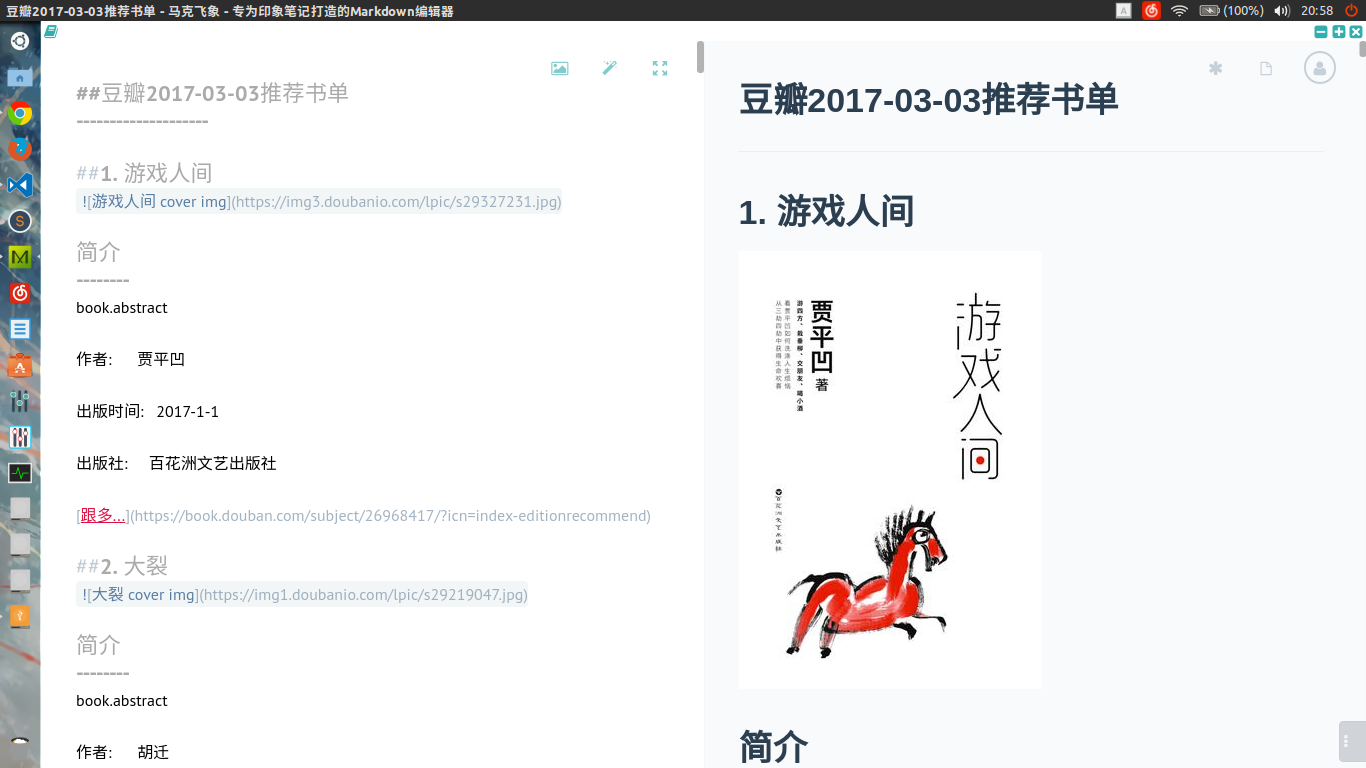 豆瓣2017-03-03推荐书单 - 马克飞象 - 专为印象笔记打造的Markdown编辑器
A
(100%)
20:58
##豆瓣2017-03-03推荐书单
--------------------
##1. 游戏人间
![游戏人间 cover img](https://img3.doubanio.com/lpic/s29327231.jpg)
简介
--------
book.abstract
作者: 贾平凹
出版时间: 2017-1-1
出版社: 百花洲文艺出版社
[跟多...](https://book.douban.com/subject/26968417/?icn=index-editionrecommend)
##2. 大裂
![大裂 cover img](https://img1.doubanio.com/lpic/s29219047.jpg)
简介
--------
book.abstract
作者: 胡迁
豆瓣2017-03-03推荐书单
1. 游戏人间
游戏人间
贾平凹 著
游四方、栽垂柳、交朋友、喝小酒
看贾平凹如何洗涤人生烦恼
从三劫四劫中获得生命欢喜
百花洲文艺出版社
简介